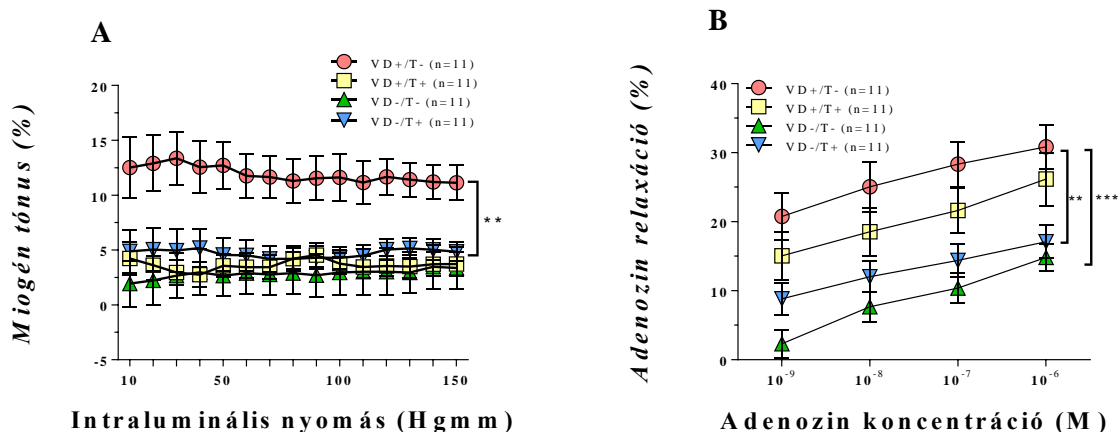 A
VD+/T- (n=11)
VD+/T+ (n=11)
VD-/T- (n=11)
VD-/T+ (n=11)
Miogén tónus (%)
20
15
10
5
0
-5
**
10
50
100
150
Intraluminális nyomás (Hgmm)
B
VD+/T- (n=11)
VD+/T+ (n=11)
VD-/T- (n=11)
VD-/T+ (n=11)
Adenozin relaxáció (%)
40
30
20
10
0
**
***
10-9
10-8
10-7
10-6
Adenozin koncentráció (M)